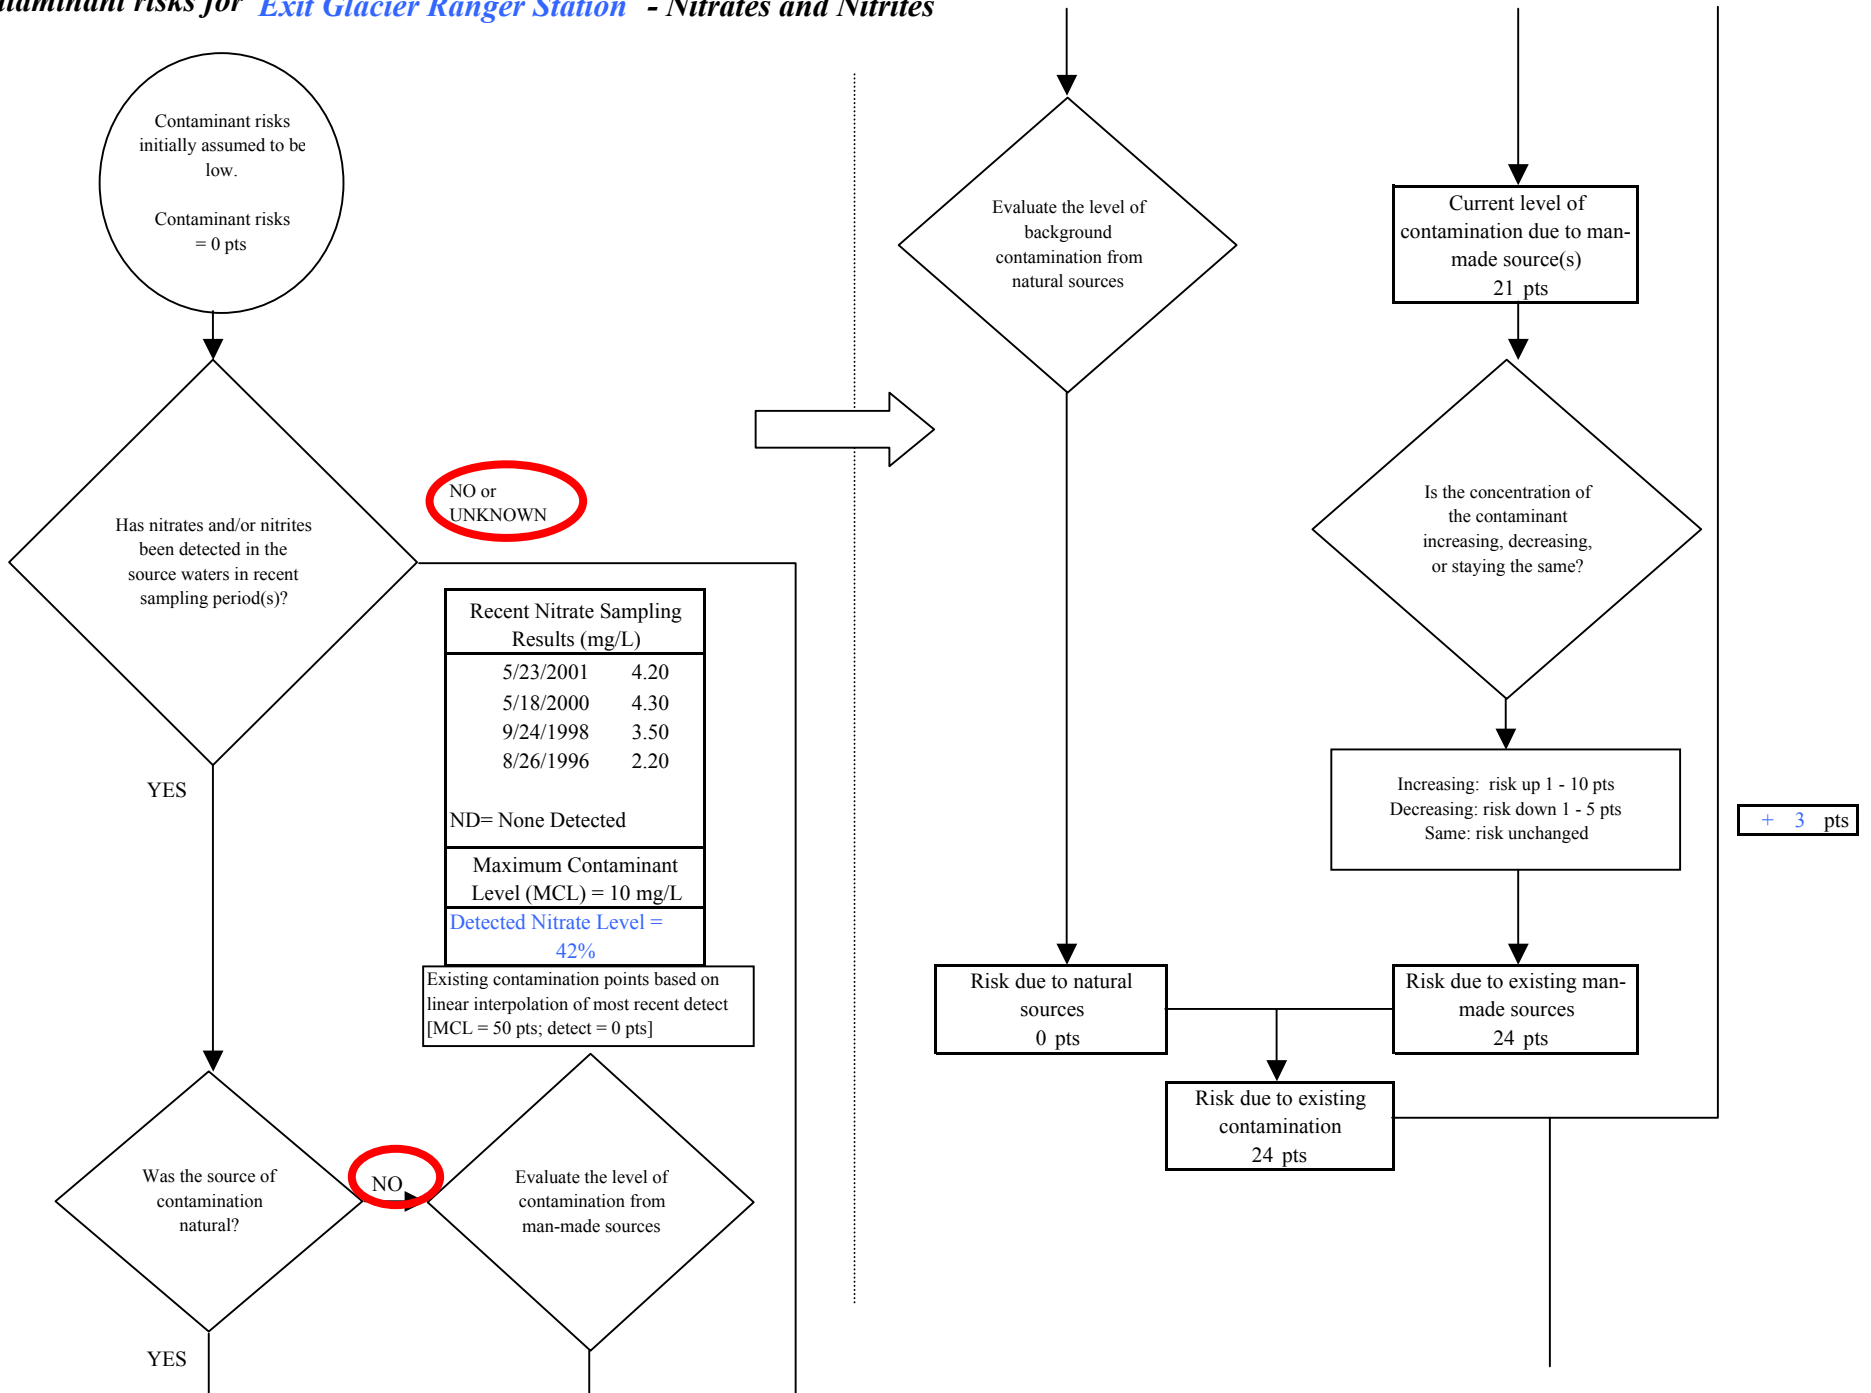 taminant risks for Exit Glacier Ranger Station - Nitrates and Nitrites
Contaminant risks
initially assumed to be
low.
Contaminant risks
= 0 pts
Has nitrates and/or nitrites
been detected in the
source waters in recent
sampling period(s)?
NO or
UNKNOWN
YES
Recent Nitrate Sampling
Results (mg/L)
5/23/2001 4.20
5/18/2000 4.30
9/24/1998 3.50
8/26/1996 2.20
ND= None Detected
Maximum Contaminant
Level (MCL) = 10 mg/L
Detected Nitrate Level =
42%
Existing contamination points based on
linear interpolation of most recent detect
[MCL = 50 pts; detect = 0 pts]
Was the source of
contamination
natural?
NO
Evaluate the level of
contamination from
man-made sources
YES
Evaluate the level of
background
contamination from
natural sources
Current level of
contamination due to man-
made source(s)
21 pts
Is the concentration of
the contaminant
increasing, decreasing,
or staying the same?
Increasing: risk up 1 - 10 pts
Decreasing: risk down 1 - 5 pts
Same: risk unchanged
+ 3 pts
Risk due to natural
sources
0 pts
Risk due to existing man-
made sources
24 pts
Risk due to existing
contamination
24 pts